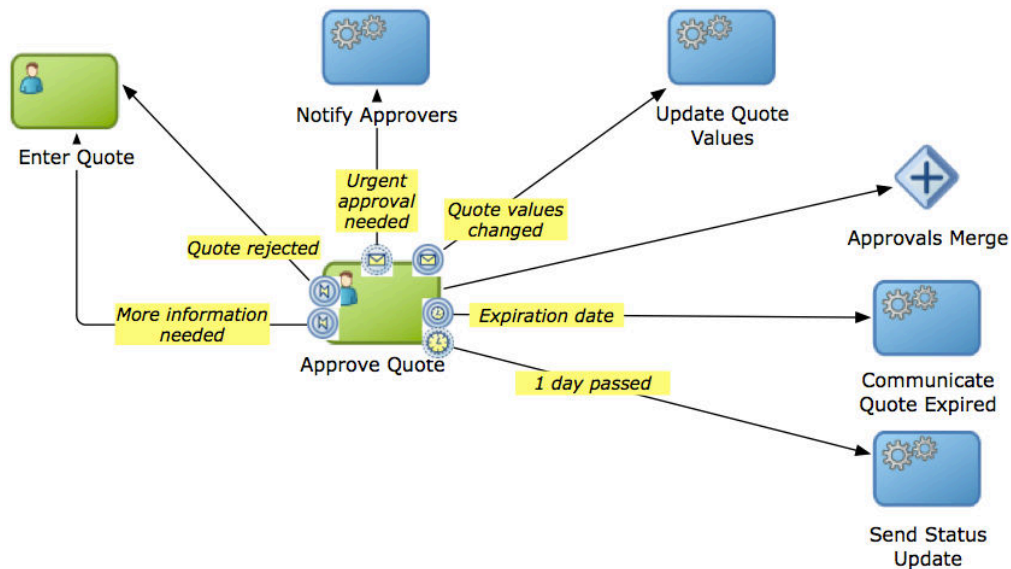 Notify Approvers
Update Quote
Values
Enter Quote
Urgent
approval
needed
Quote values
changed
Approvals Merge
Quote rejected
More information
needed
Expiration date
Approve Quote
1 day passed
Communicate
Quote Expired
Send Status
Update